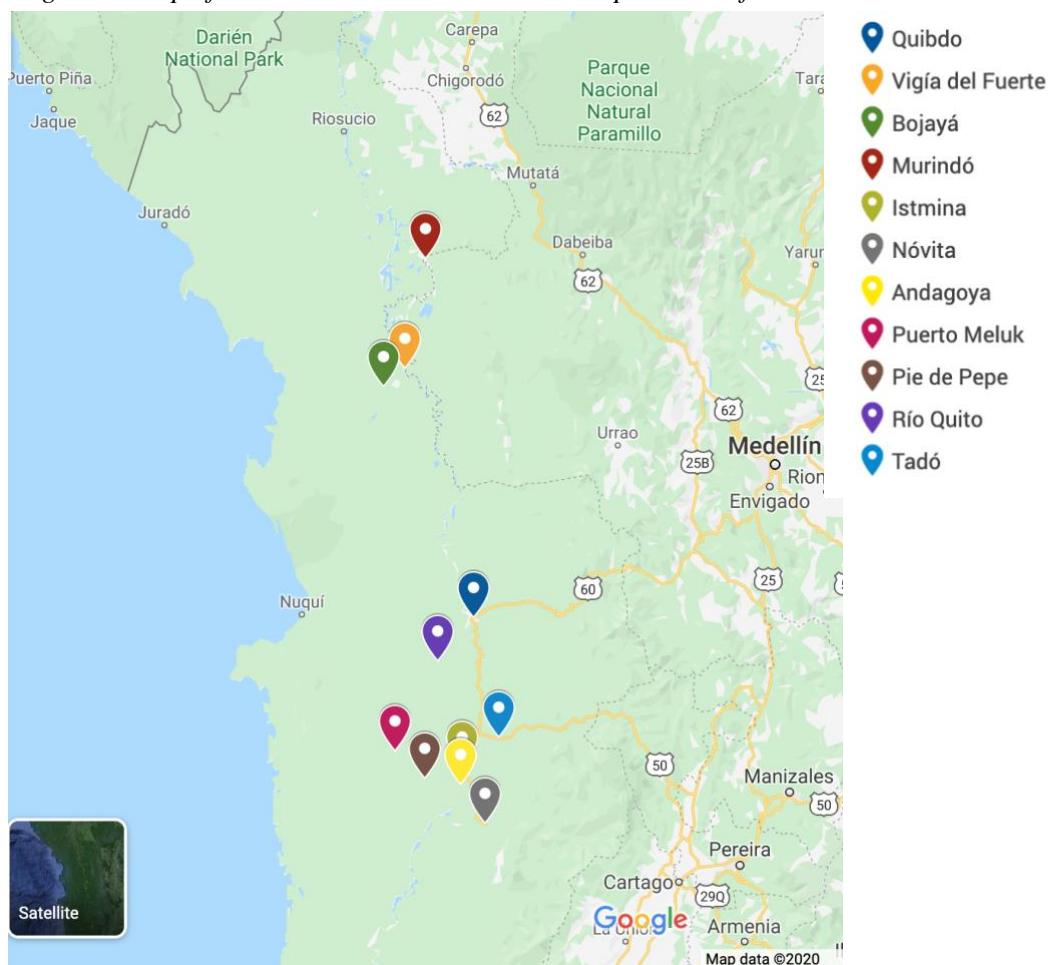 Darién
National Park
Puerto Piña
Jaque
Carepa
Chigorodó
Riosucio
62
Parque
Nacional
Natural
Paramillo
Mutatá
Juradó
Dabeiba
62
62
Urrao
25B
Medellín
Envigado
60
25
Nuquí
50
Manizales
50
Pereira
Cartago
29Q
Armenia
Satellite
Google
Map data ©2020
Quibdo
Vigía del Fuerte
Bojayá
Murindó
Istmina
Nóvita
Andagoya
Puerto Meluk
Pie de Pepe
Río Quito
Tadó